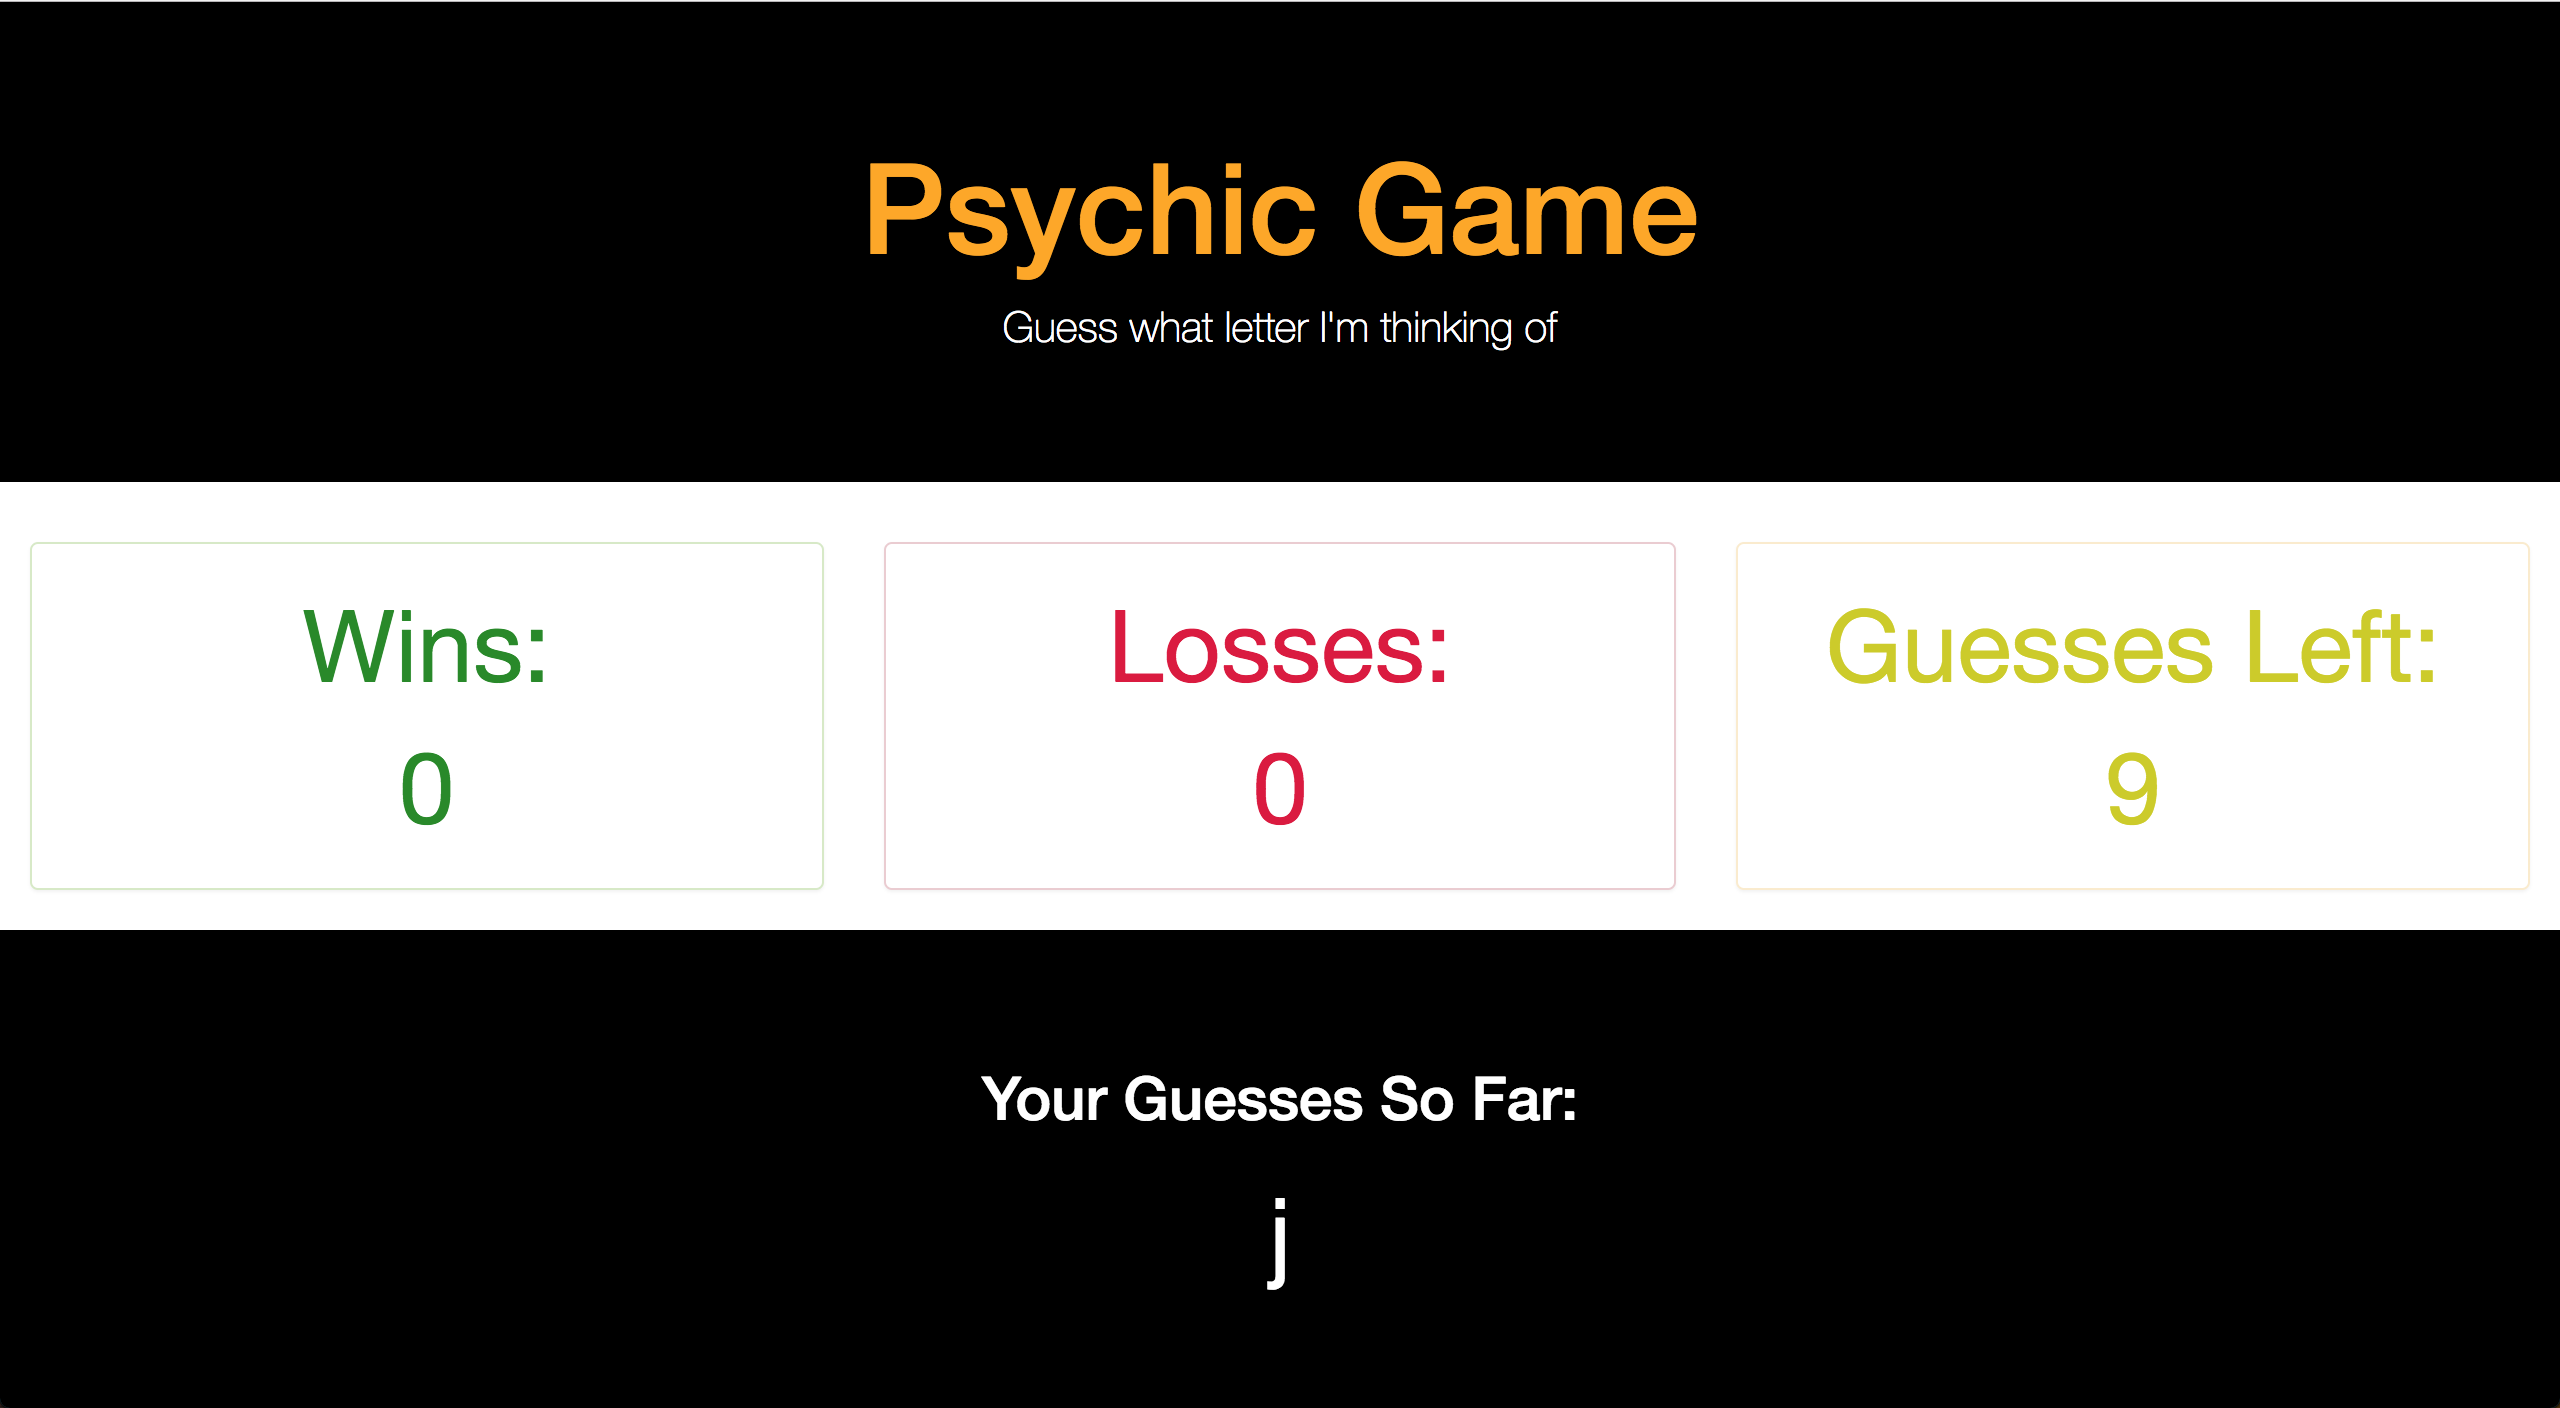 Psychic Game
Guess what letter I'm thinking of
Wins:
0
Losses:
0
Guesses Left:
9
Your Guesses So Far:
j